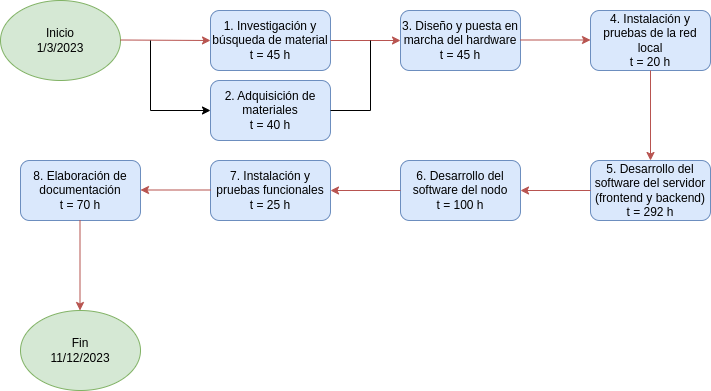 Inicio
1/3/2023
1. Investigación y
búsqueda de material
t = 45 h
2. Adquisición de
materiales
t = 40 h
3. Diseño y puesta en
marcha del hardware
t = 45 h
4. Instalación y
pruebas de la red
local
t = 20 h
5. Desarrollo del
software del servidor
(frontend y backend)
t = 292 h
6. Desarrollo del
software del nodo
t = 100 h
7. Instalación y
pruebas funcionales
t = 25 h
8. Elaboración de
documentación
t = 70 h
Fin
11/12/2023